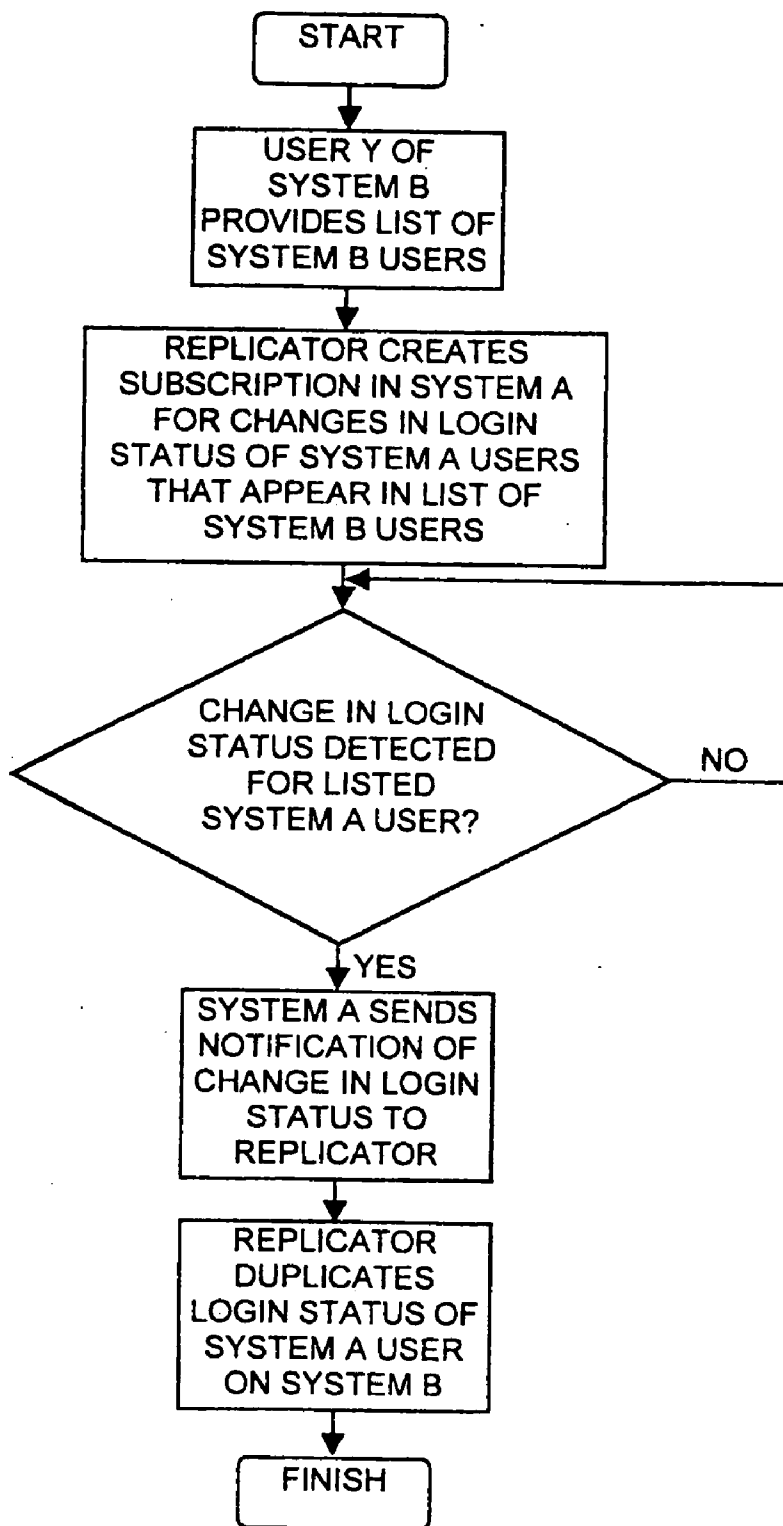 START
USER Y OF
SYSTEM B
PROVIDES LIST OF
SYSTEM B USERS
REPLICATOR CREATES
SUBSCRIPTION IN SYSTEM A
FOR CHANGES IN LOGIN
STATUS OF SYSTEM A USERS
THAT APPEAR IN LIST OF
SYSTEM B USERS
CHANGE IN LOGIN
STATUS DETECTED
FOR LISTED
SYSTEM A USER?
NO
YES
SYSTEM A SENDS
NOTIFICATION OF
CHANGE IN LOGIN
STATUS TO
REPLICATOR
REPLICATOR
DUPLICATES
LOGIN STATUS OF
SYSTEM A USER
ON SYSTEM B
FINISH